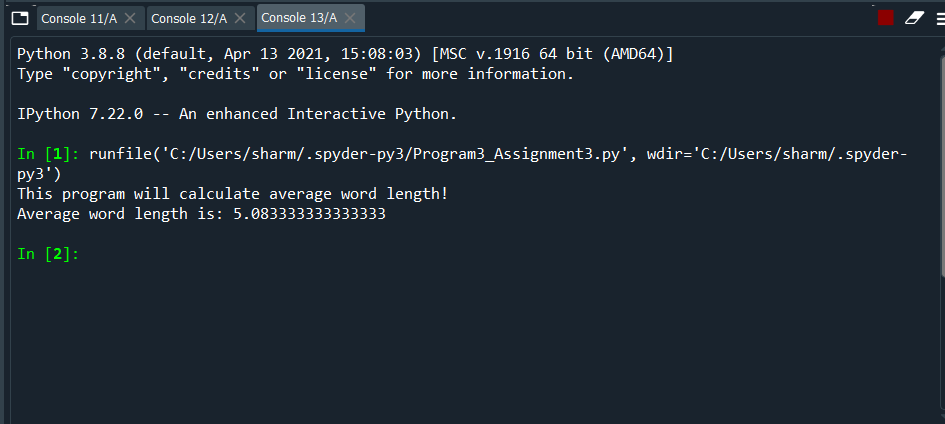 Console 11/A Console 12/A Console 13/A
Python 3.8.8 (default, Apr 13 2021, 15:08:03) [MSC v.1916 64 bit (AMD64)]
Type "copyright", "credits" or "license" for more information.
IPython 7.22.0 -- An enhanced Interactive Python.
In [1]: runfile('C:/Users/sharm/.spyder-py3/Program3_Assignment3.py', wdir='C:/Users/sharm/.spyder-
py3')
This program will calculate average word length!
Average word length is: 5.083333333333333
In [2]: